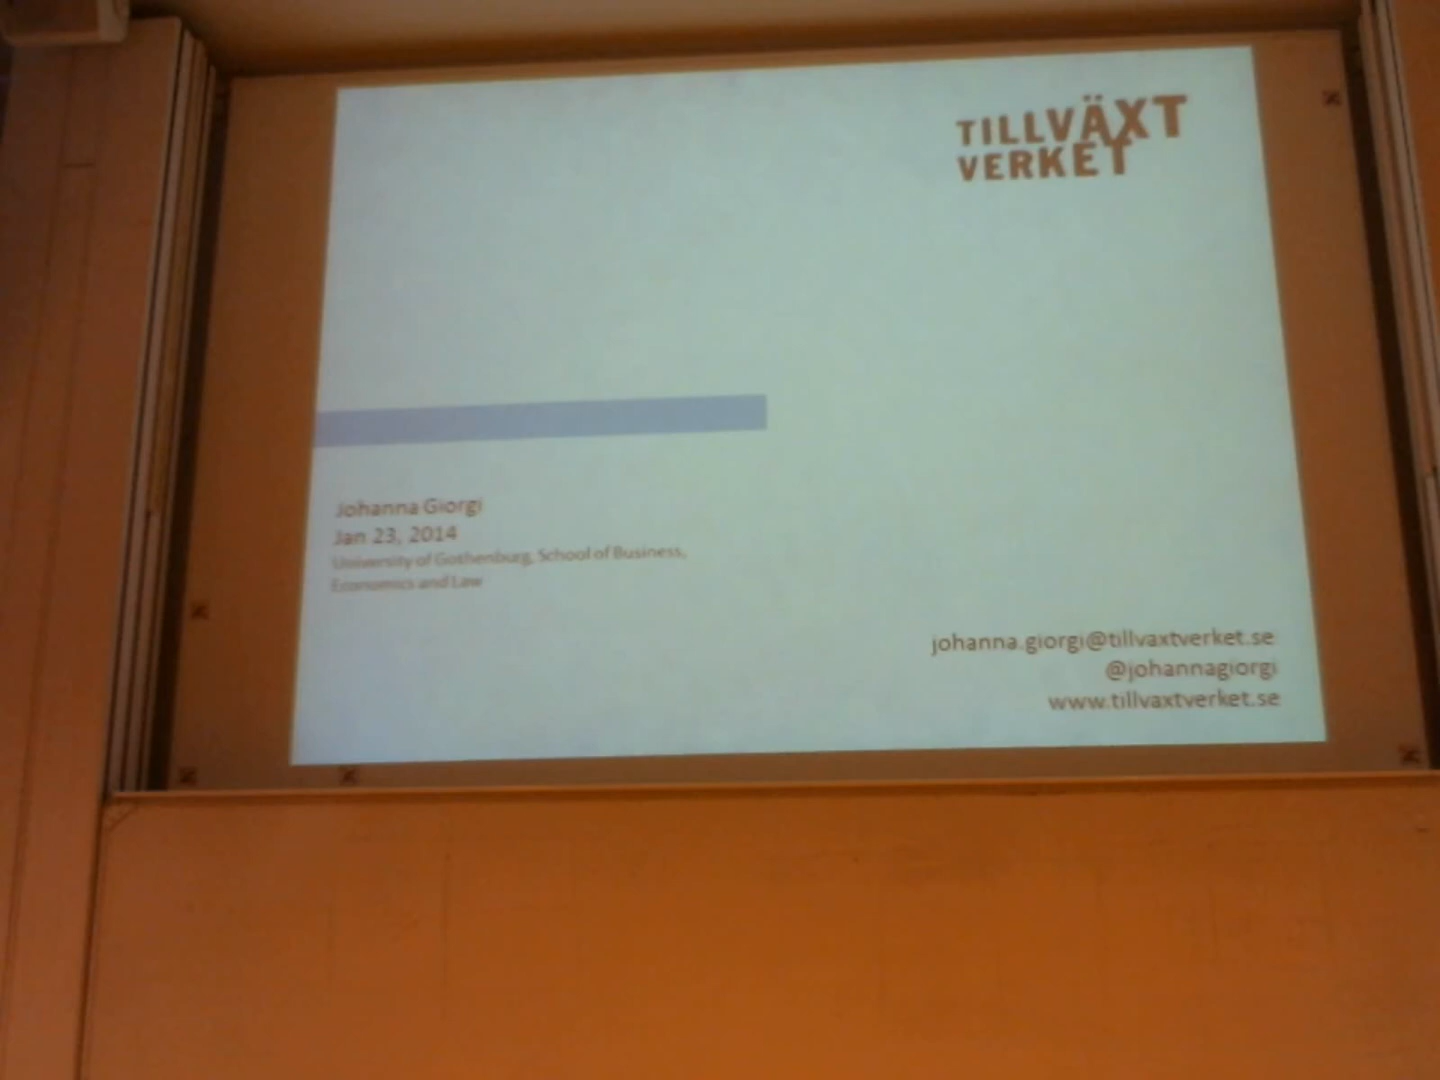 TILLVÄXT
VERKET
Johanna Giorgi
Jan 23, 2014
University of Gothenburg, School of Business,
Economics and Law
johanna.giorgi@tillvaxtverket.se
@johannagiorgi
www.tillvaxtverket.se